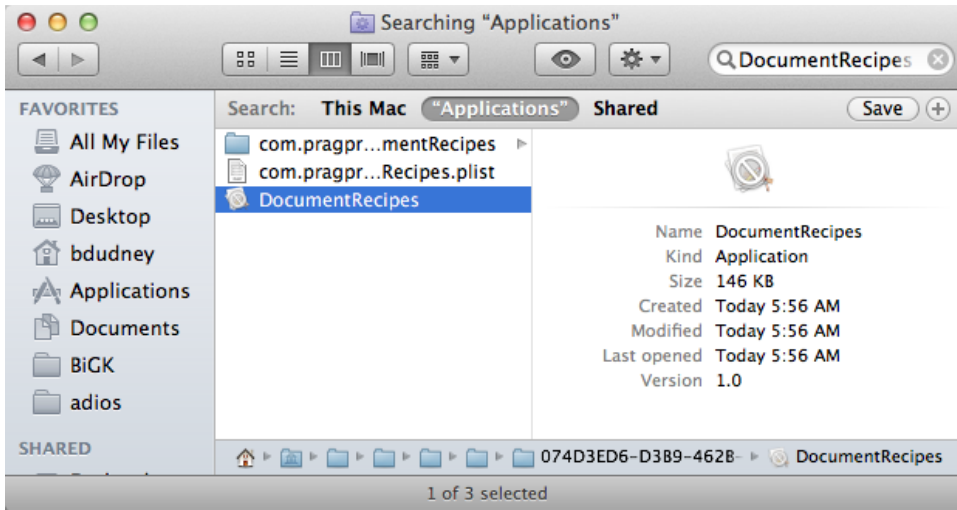 Searching “Applications”
DocumentRecipes
FAVORITES
All My Files
AirDrop
Desktop
bdudney
Applications
Documents
BiGK
adios
SHARED
Search: This Mac “Applications” Shared Save
com.pragpr...mentRecipes
com.pragpr...Recipes.plist
DocumentRecipes
Name DocumentRecipes
Kind Application
Size 146 KB
Created Today 5:56 AM
Modified Today 5:56 AM
Last opened Today 5:56 AM
Version 1.0
074D3ED6-D3B9-462B- DocumentRecipes
1 of 3 selected